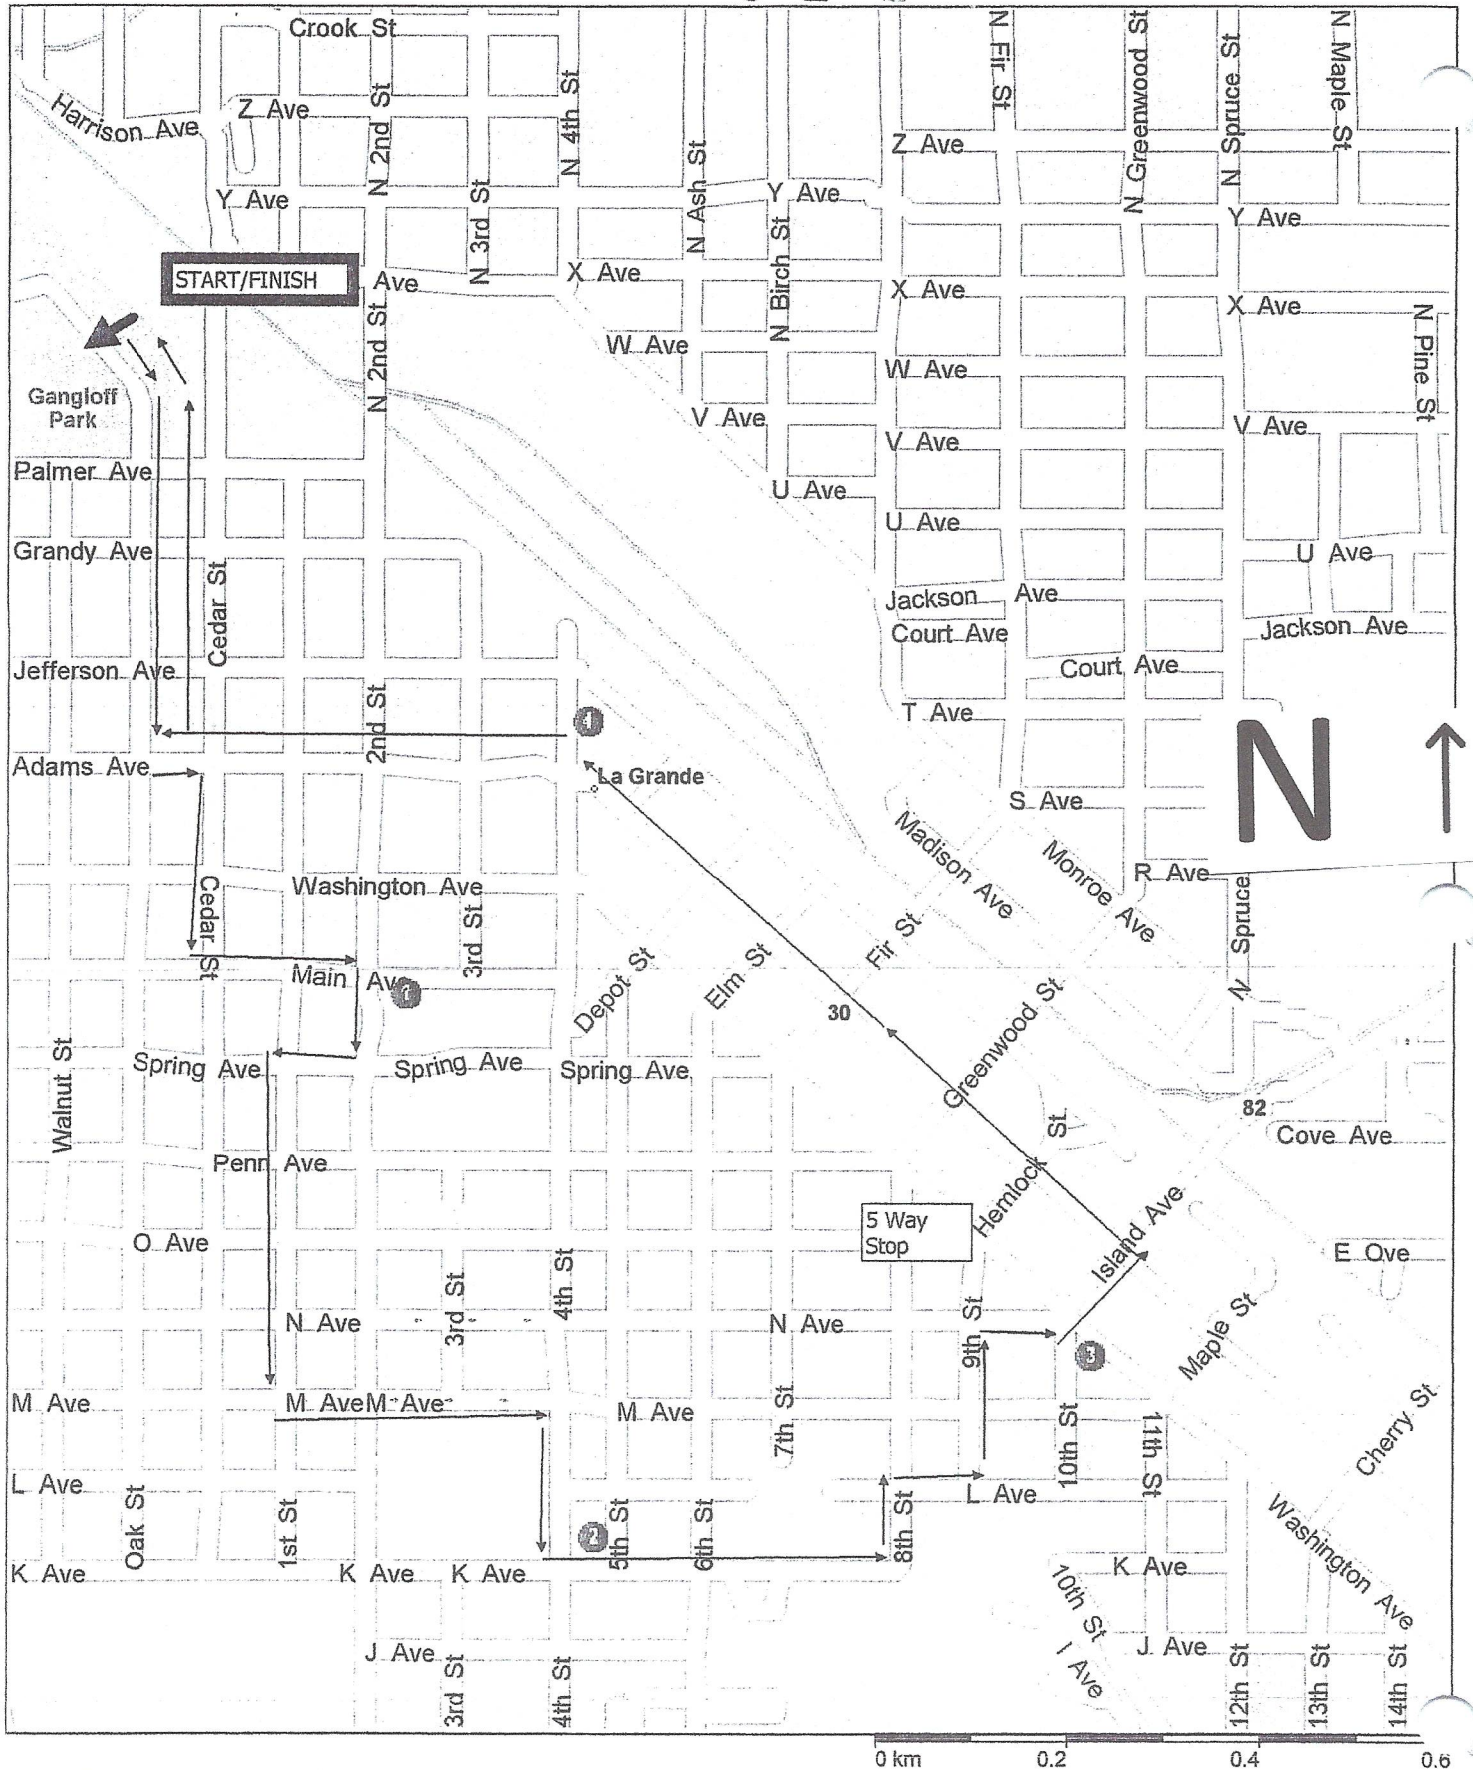 Crook St
N Fir St
N Greenwood St
N Spruce St
N Maple St
Harrison Ave
Z Ave
N 2nd St
N 4th St
Z Ave
N Ash St
Y Ave
N 3rd St
Y Ave
N Birch St
Y Ave
START/FINISH
Ave
X Ave
X Ave
X Ave
N 2nd St
W Ave
W Ave
N Pine St
Gangloff
Park
V Ave
V Ave
V Ave
Palmer Ave
U Ave
U Ave
Grandy Ave
U Ave
Cedar St
Jackson Ave
Court Ave
Jackson Ave
Jefferson Ave
Court Ave
2nd St
1
T Ave
N
Adams Ave
La Grande
S Ave
Madison Ave
Monroe Ave
R Ave
Washington Ave
Cedar St
3rd St
Fir St
N Spruce
Main Ave
Depot St
Elm St
30
Greenwood St
Walnut St
Spring Ave
Spring Ave
Spring Ave
82
Cove Ave
Penn Ave
Hemlock St
5 Way
Stop
Island Ave
O Ave
E Ove
4th St
3rd St
N Ave
N Ave
9th St
3
Maple St
M Ave
M Ave
M Ave
M Ave
7th St
10th St
11th St
Cherry St
L Ave
L Ave
Oak St
1st St
2
5th St
6th St
8th St
Washington Ave
K Ave
K Ave
K Ave
K Ave
10th St
J Ave
J Ave
I Ave
3rd St
4th St
12th St
13th St
14th St
0 km
0.2
0.4
0.6